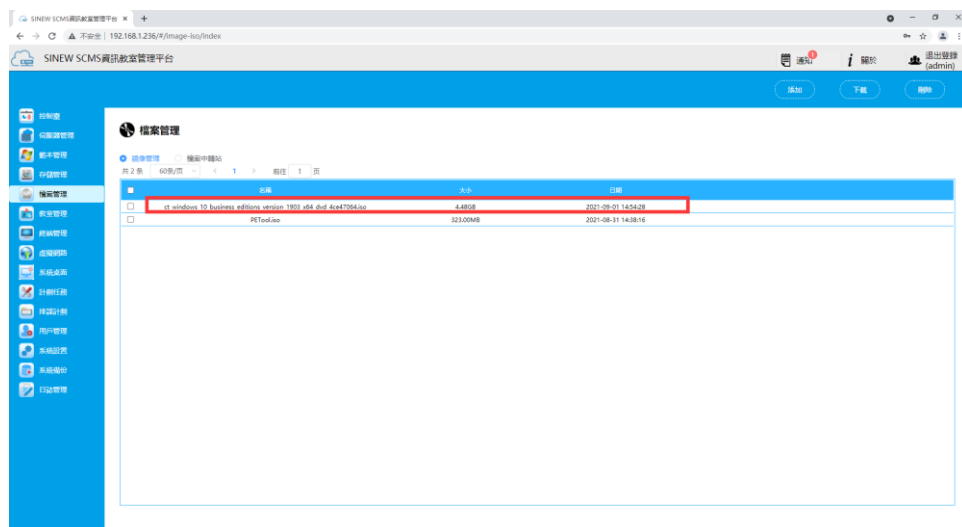 SINEW SCMS資訊教室管理平台
不安全 | 192.168.1.236/#/image-iso/index
SINEW SCMS資訊教室管理平台
通知 1
關於
退出登錄
(admin)
添加 下載 刪除
控制臺
伺服器管理
範本管理
存儲管理
檔案管理
教室管理
終端管理
虛擬網路
系統桌面
計劃任務
排課計劃
用戶管理
系統設置
系統備份
日誌管理
檔案管理
鏡像管理 檔案中轉站
共 2 条 60条/页 < 1 > 前往 1 页
名稱 大小 日期
ct_windows_10_business_editions_version_1903_x64_dvd_4ce47064.iso 4.48GB 2021-09-01 14:54:28
PETool.iso 323.00MB 2021-08-31 14:38:16